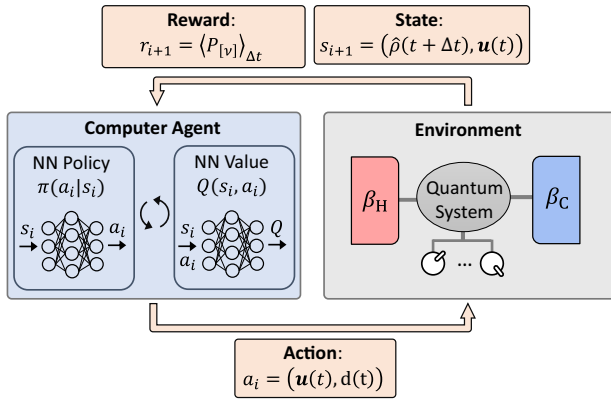 Reward:
r_{i+1} = ⟨P_{[ν]}⟩_{Δt}
State:
s_{i+1} = (ρ̂(t + Δt), u(t))
Computer Agent
NN Policy
π(a_i|s_i)
s_i
a_i
NN Value
Q(s_i, a_i)
s_i
a_i
Q
Environment
β_H
Quantum
System
β_C
...
Action:
a_i = (u(t), d(t))